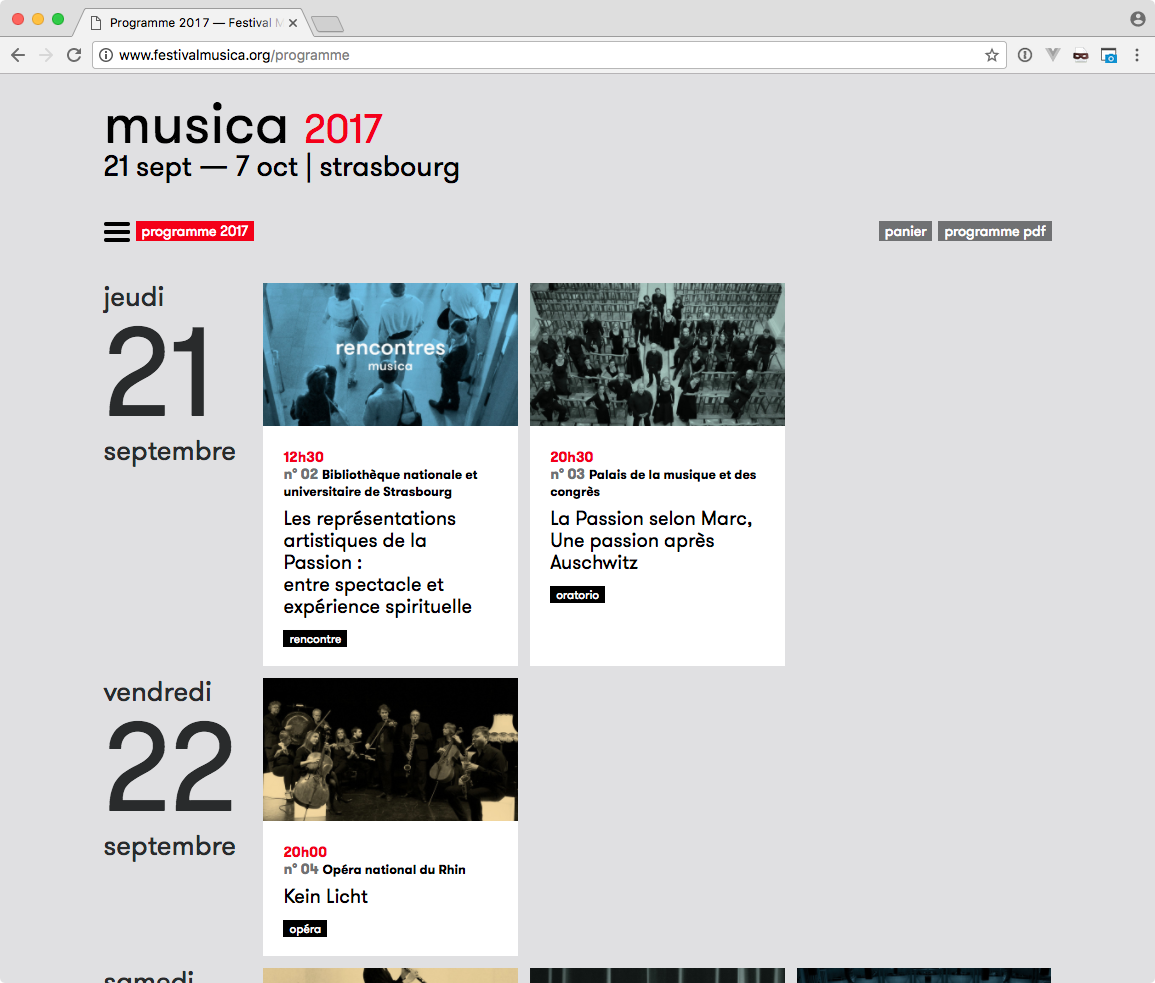 Programme 2017 — Festival M
www.festivalmusica.org/programme
musica 2017
21 sept — 7 oct | strasbourg
programme 2017
panier
programme pdf
jeudi
21
septembre
rencontres
musica
12h30
n° 02 Bibliothèque nationale et
universitaire de Strasbourg
Les représentations
artistiques de la
Passion :
entre spectacle et
expérience spirituelle
rencontre
20h30
n° 03 Palais de la musique et des
congrès
La Passion selon Marc,
Une passion après
Auschwitz
oratorio
vendredi
22
septembre
20h00
n° 04 Opéra national du Rhin
Kein Licht
opéra
samedi